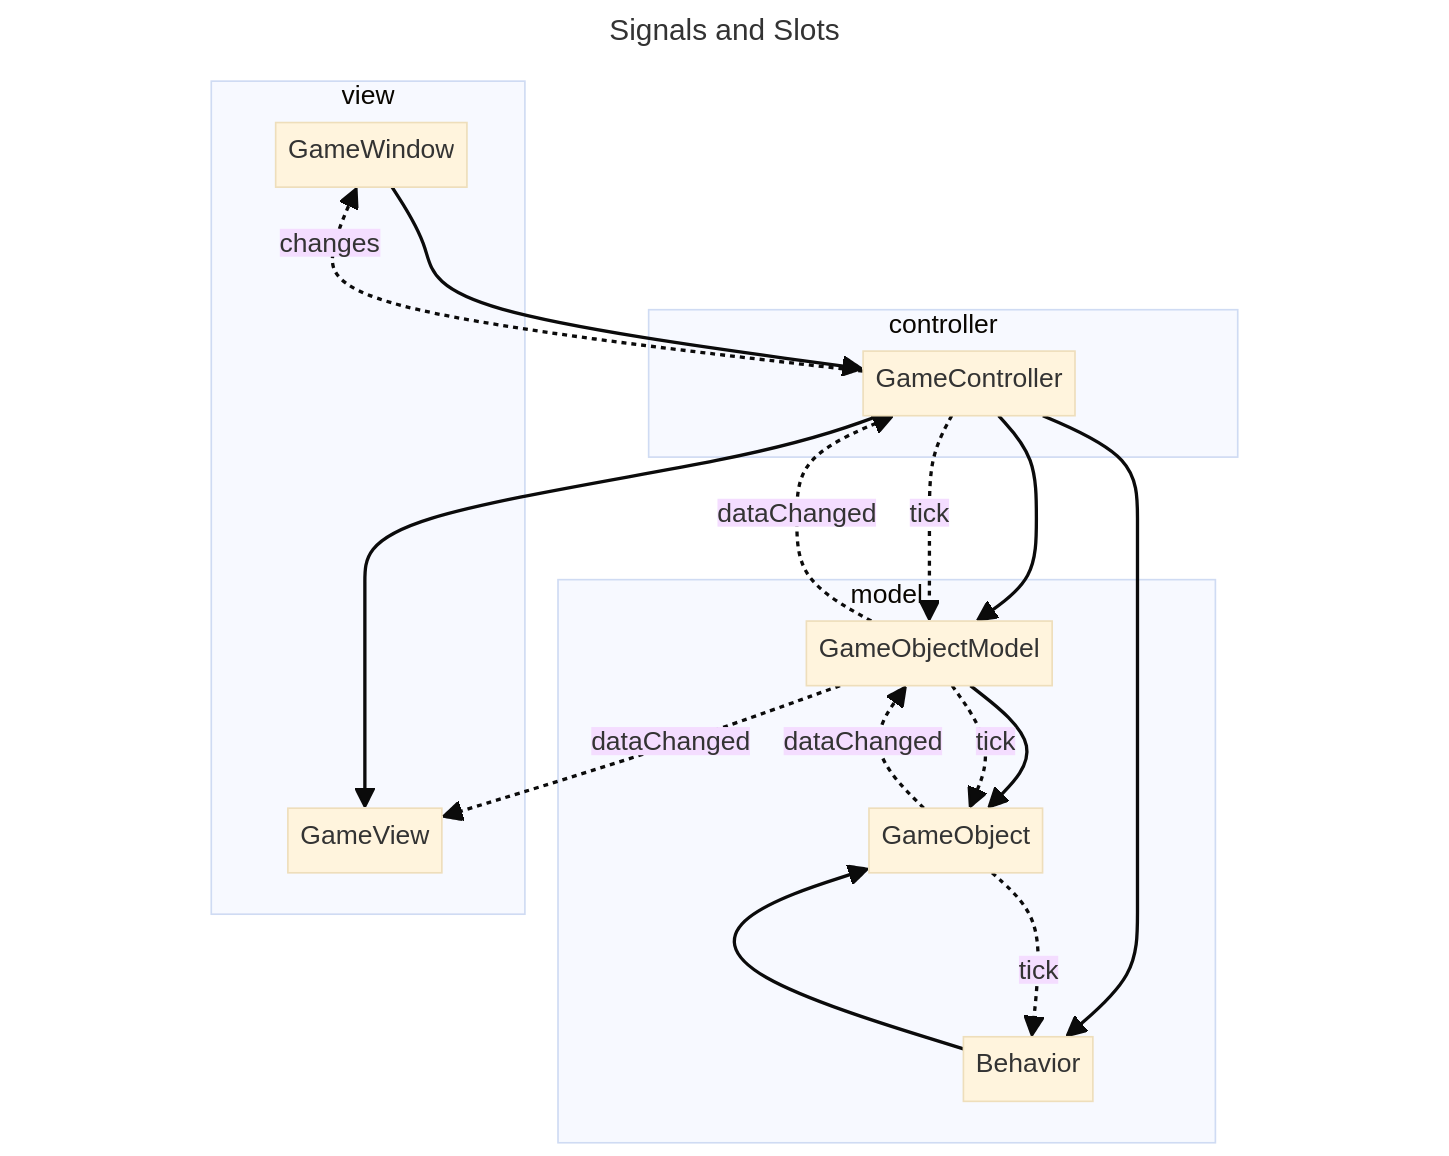 Signals and Slots
view
GameWindow
changes
controller
GameController
dataChanged
tick
model
GameObjectModel
dataChanged
dataChanged
tick
GameView
GameObject
tick
Behavior